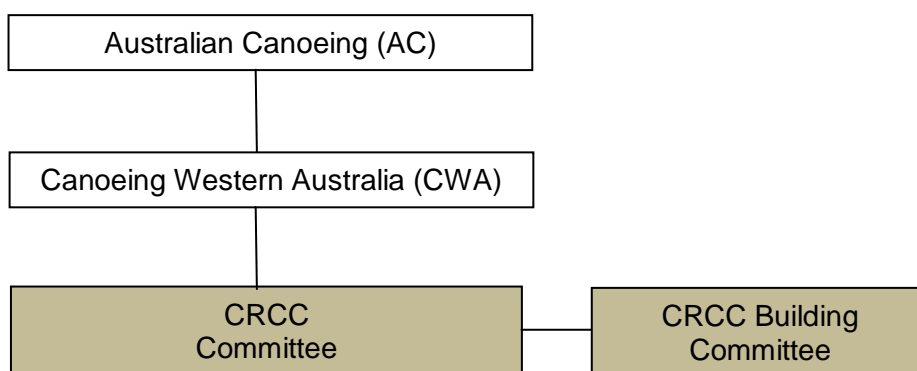 Australian Canoeing (AC)
Canoeing Western Australia (CWA)
CRCC
Committee
CRCC Building
Committee